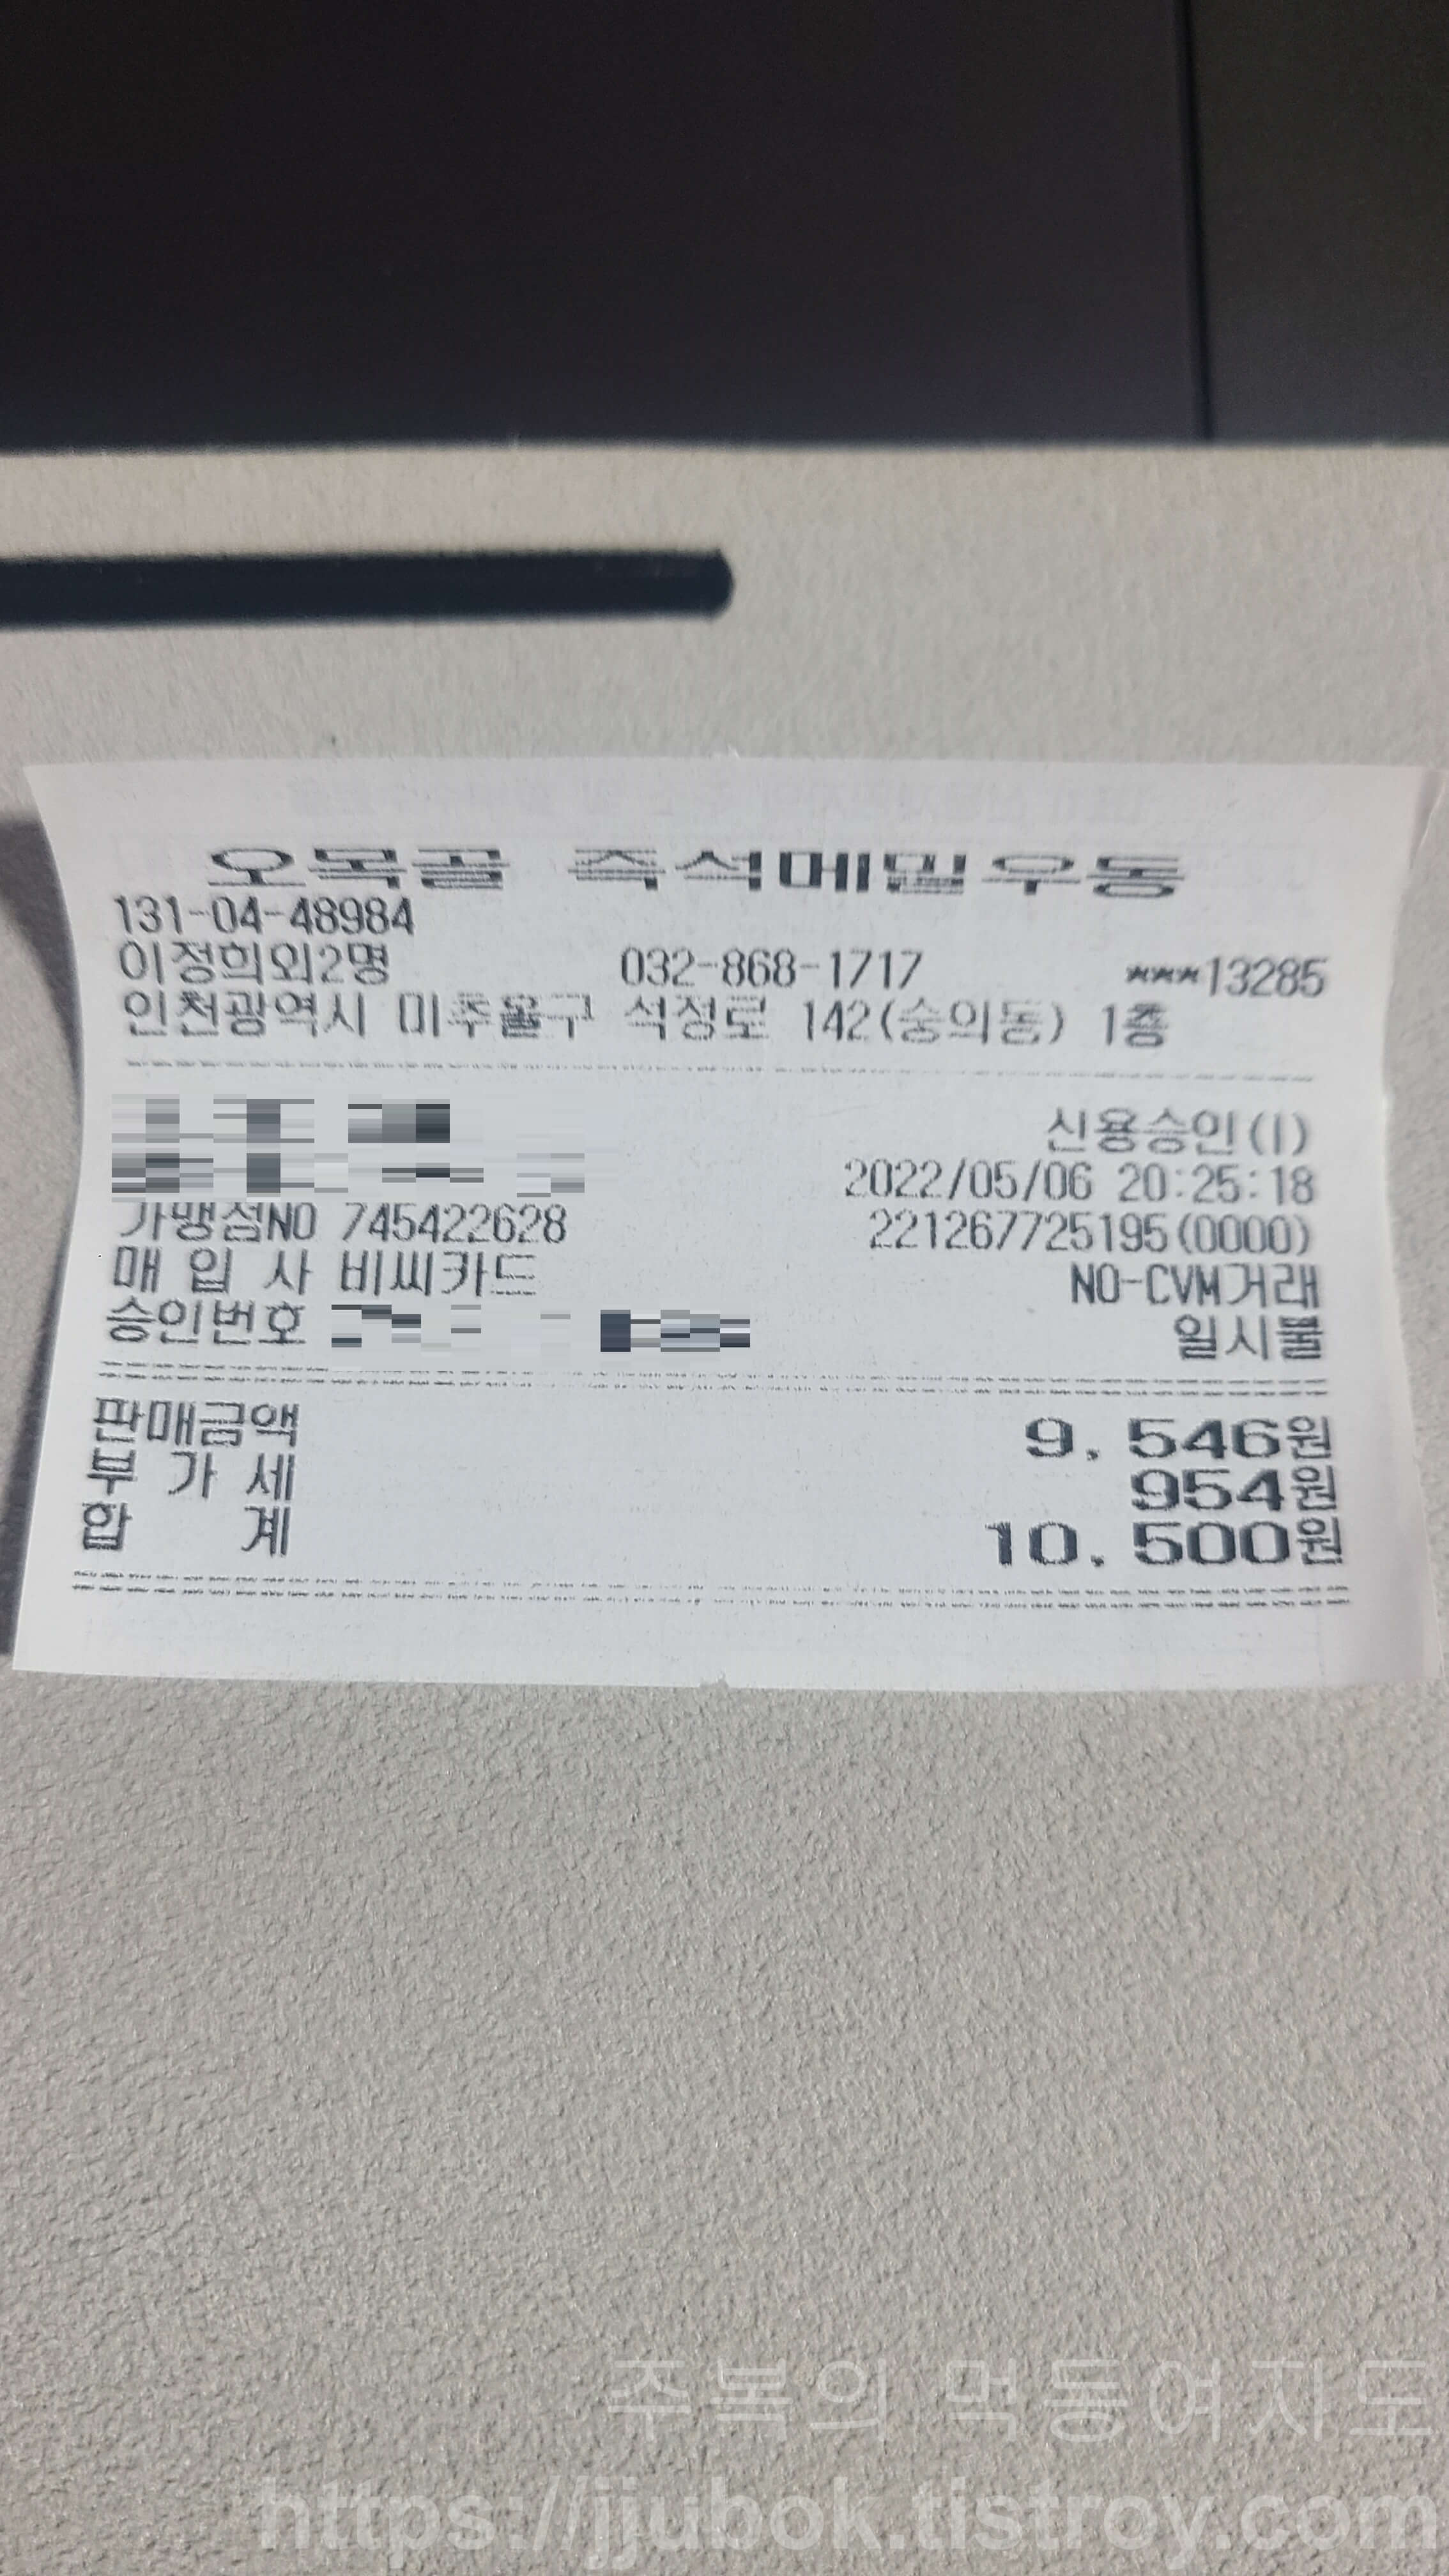 오목골 즉석메밀우동
131-04-48984
이정희외2명 032-868-1717 ***13285
인천광역시 미추홀구 석정로 142(숭의동) 1층
신용승인(I)
2022/05/06 20:25:18
가맹점NO 745422628 221267725195(0000)
매 입 사 비씨카드 NO-CVM거래
승인번호 일시불
판매금액 9,546원
부 가 세 954원
합 계 10,500원
쥬복의 먹동여지도
https://jjubok.tistroy.com